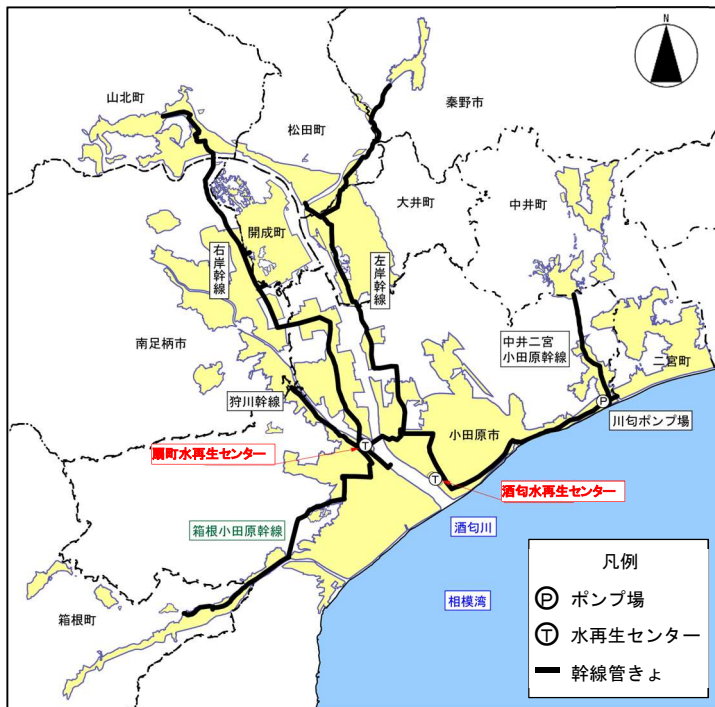 N
山北町
秦野市
松田町
大井町
中井町
開成町
右岸幹線
左岸幹線
南足柄市
中井二宮
小田原幹線
二宮町
狩川幹線
P
川匂ポンプ場
小田原市
T
扇町水再生センター
T
酒匂水再生センター
箱根小田原幹線
酒匂川
相模湾
箱根町
凡例
P ポンプ場
T 水再生センター
幹線管きょ